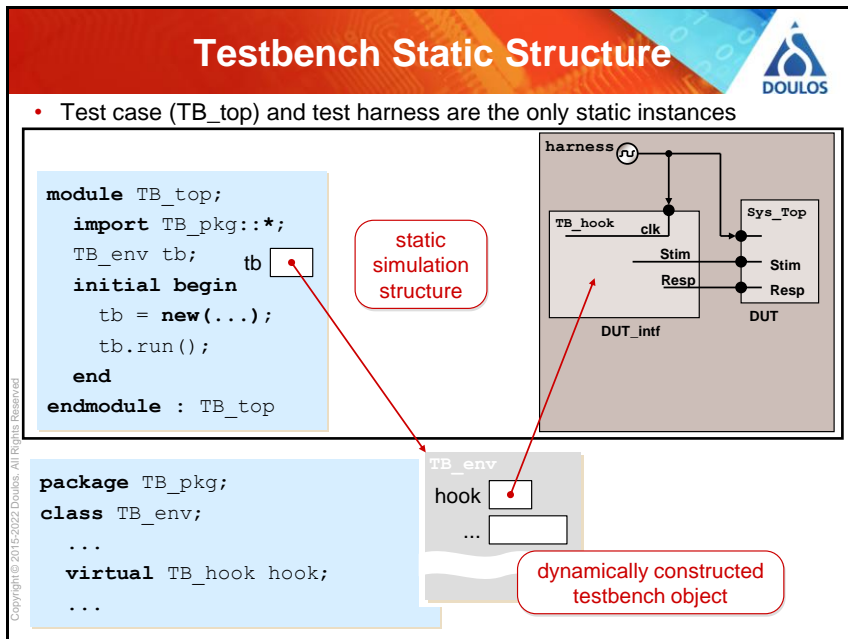 Testbench Static Structure
DOULOS
• Test case (TB_top) and test harness are the only static instances
module TB_top;
import TB_pkg::*;
TB_env tb;
tb
initial begin
tb = new(...);
tb.run();
end
endmodule : TB_top
static
simulation
structure
harness
TB_hook
clk
Stim
Resp
DUT_intf
Sys_Top
Stim
Resp
DUT
package TB_pkg;
class TB_env;
...
virtual TB_hook hook;
...
TB_env
hook
...
dynamically constructed
testbench object
Copyright © 2015-2022 Doulos. All Rights Reserved